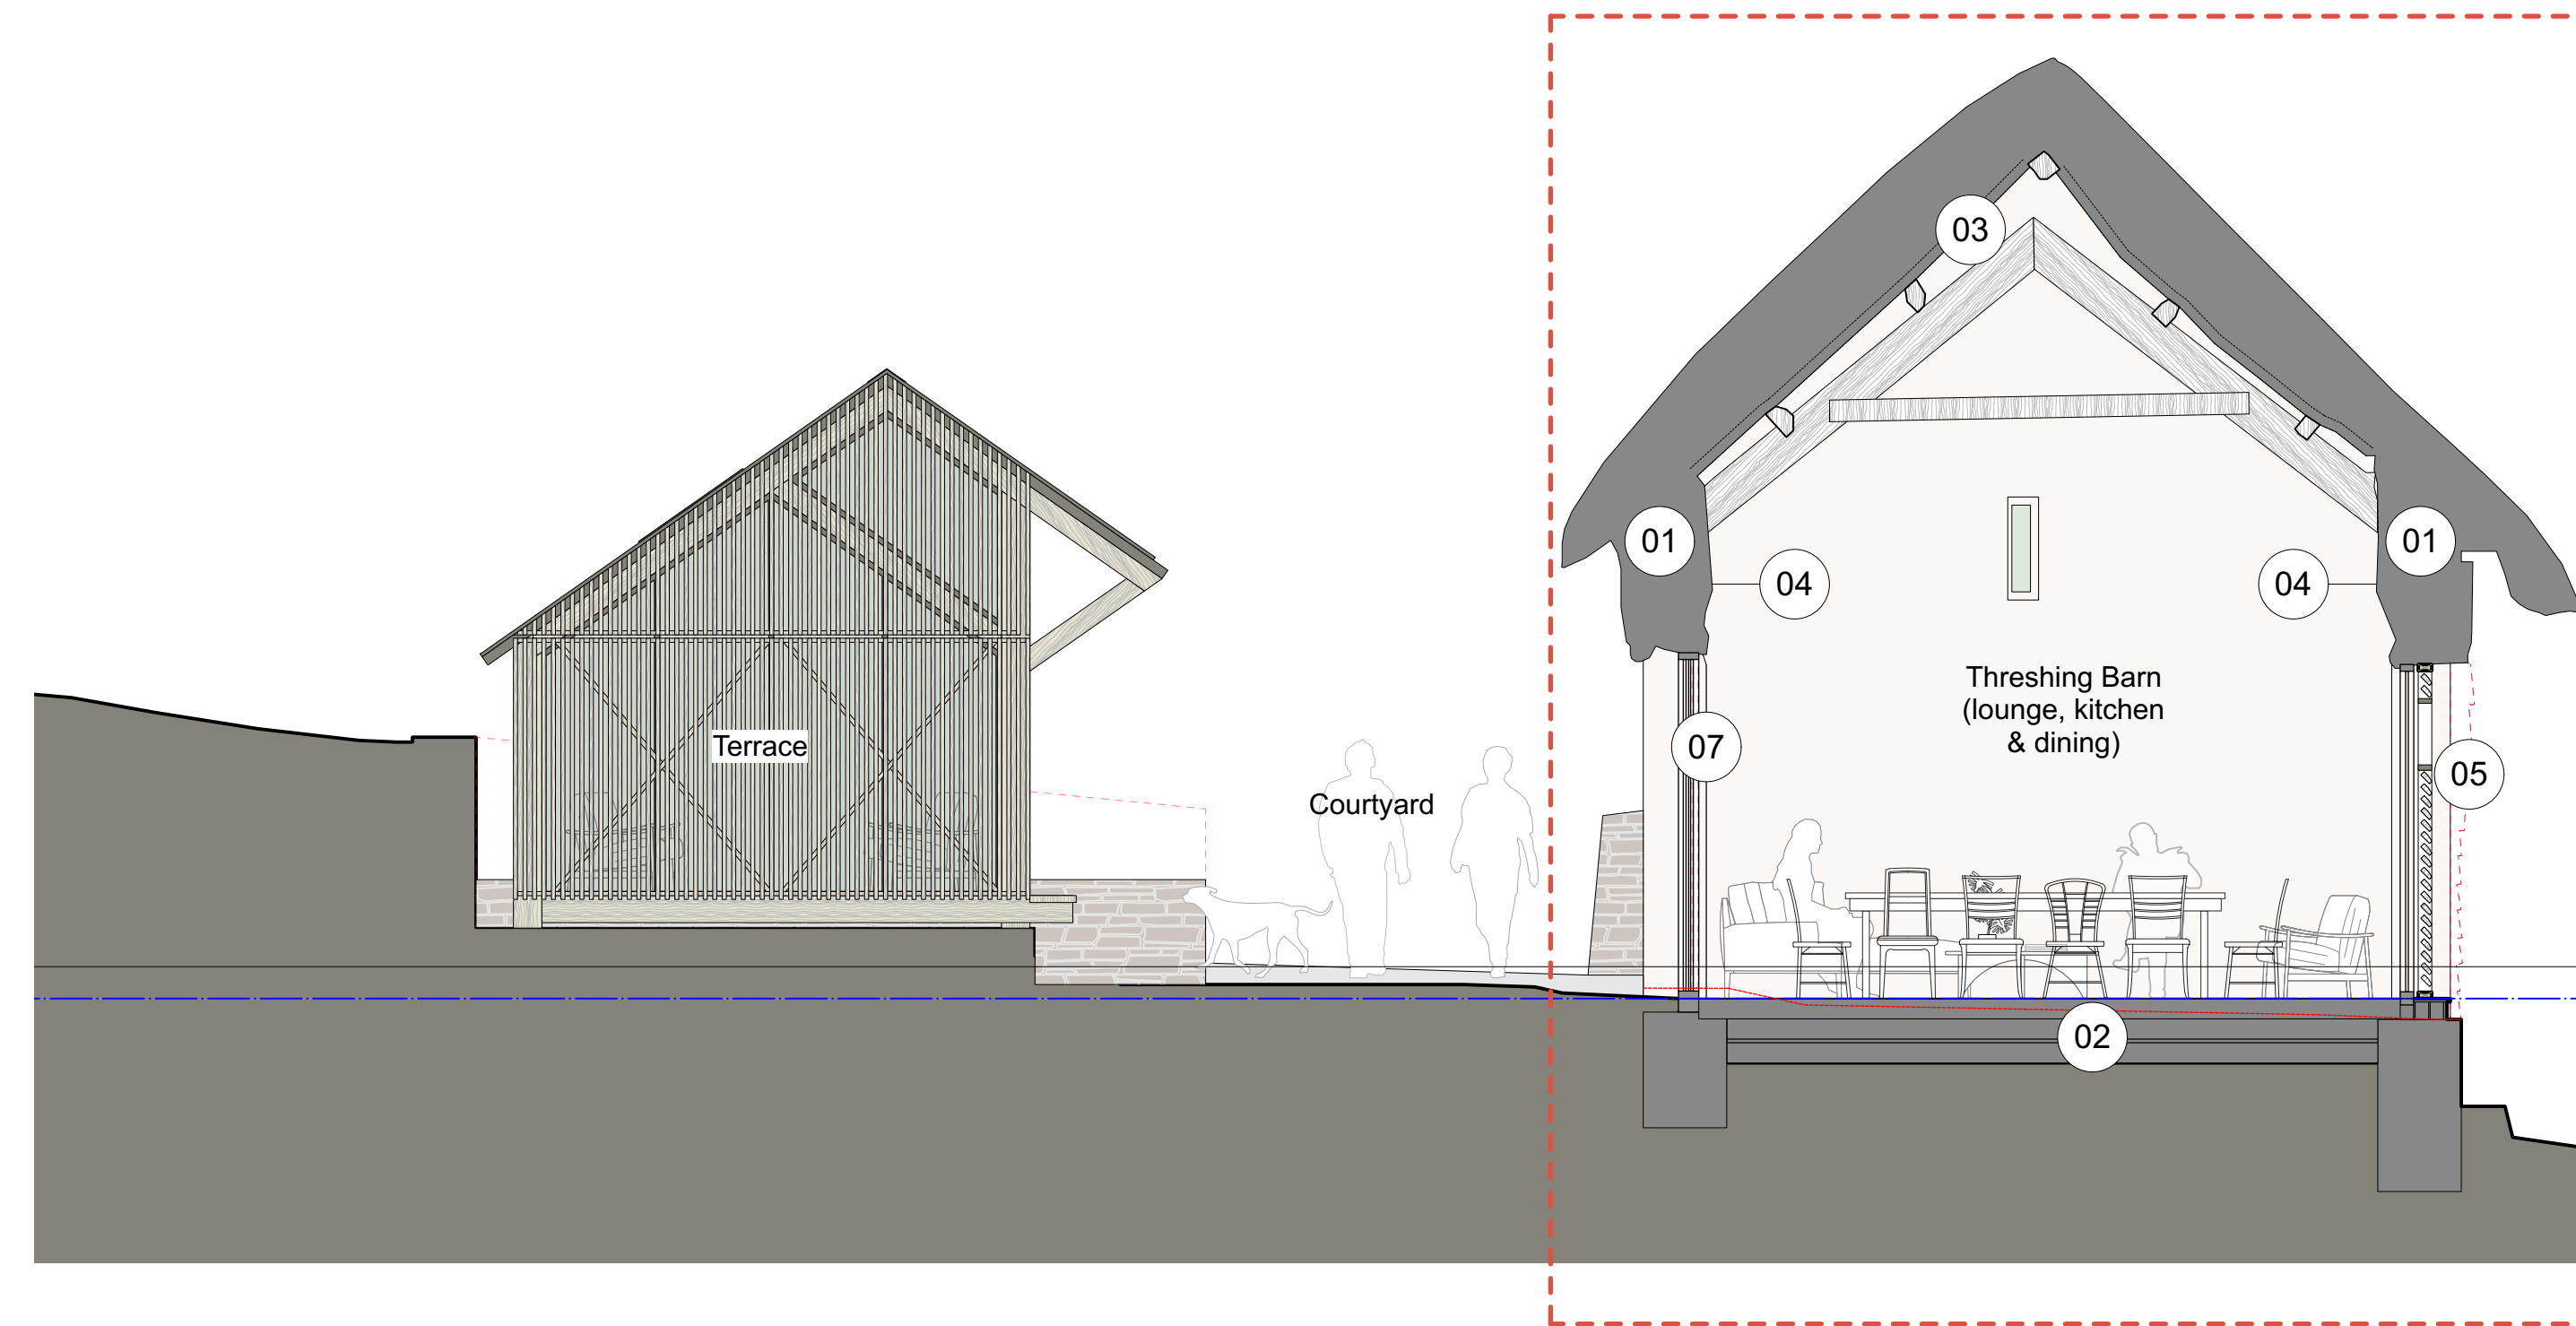 03
01
01
04
04
Threshing Barn
(lounge, kitchen
& dining)
Terrace
07
05
Courtyard
02